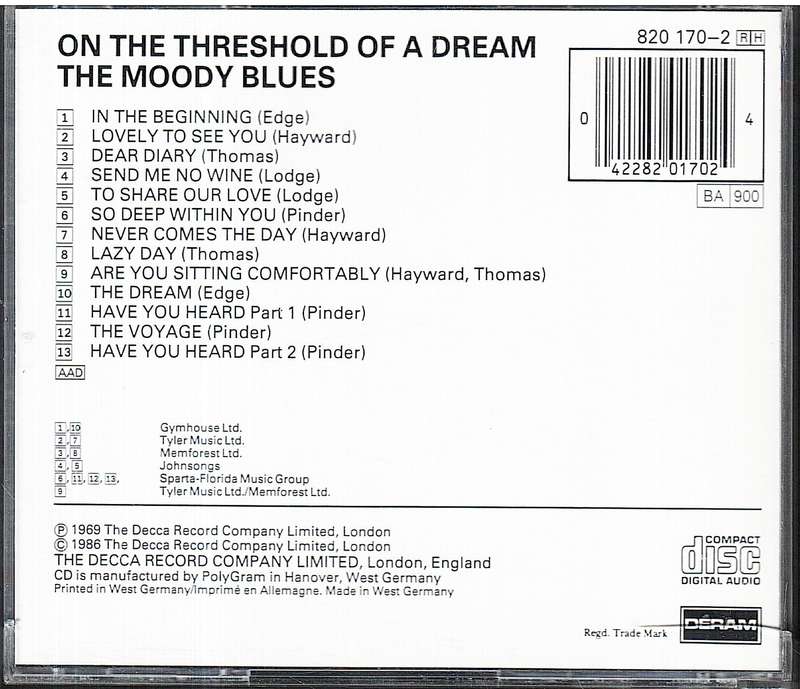 ON THE THRESHOLD OF A DREAM
THE MOODY BLUES
820 170-2 RH
0 42282 01702 4
BA 900
1 IN THE BEGINNING (Edge)
2 LOVELY TO SEE YOU (Hayward)
3 DEAR DIARY (Thomas)
4 SEND ME NO WINE (Lodge)
5 TO SHARE OUR LOVE (Lodge)
6 SO DEEP WITHIN YOU (Pinder)
7 NEVER COMES THE DAY (Hayward)
8 LAZY DAY (Thomas)
9 ARE YOU SITTING COMFORTABLY (Hayward, Thomas)
10 THE DREAM (Edge)
11 HAVE YOU HEARD Part 1 (Pinder)
12 THE VOYAGE (Pinder)
13 HAVE YOU HEARD Part 2 (Pinder)
AAD
1, 10 Gymhouse Ltd.
2, 7 Tyler Music Ltd.
3, 8 Memforest Ltd.
4, 5 Johnsongs
6, 11, 12, 13, Sparta-Florida Music Group
9 Tyler Music Ltd./Memforest Ltd.
℗ 1969 The Decca Record Company Limited, London
© 1986 The Decca Record Company Limited, London
THE DECCA RECORD COMPANY LIMITED, London, England
CD is manufactured by PolyGram in Hanover, West Germany
Printed in West Germany/Imprimé en Allemagne. Made in West Germany
COMPACT
disc
DIGITAL AUDIO
Regd. Trade Mark
DERAM